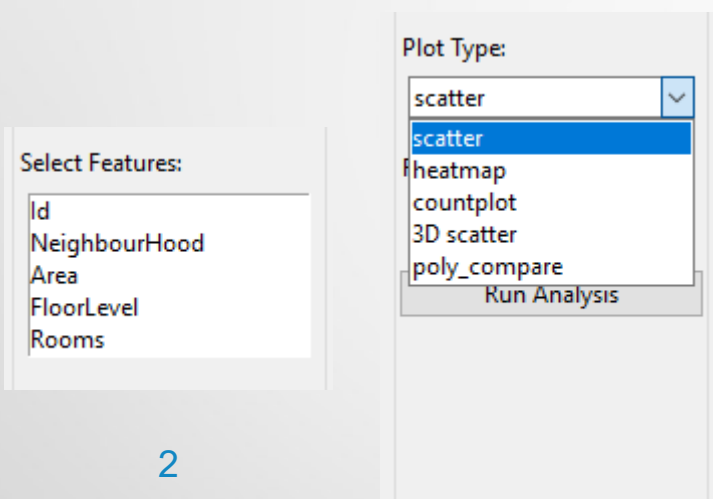 Select Features:
Id
NeighbourHood
Area
FloorLevel
Rooms
2
Plot Type:
scatter
scatter
heatmap
countplot
3D scatter
poly_compare
Run Analysis